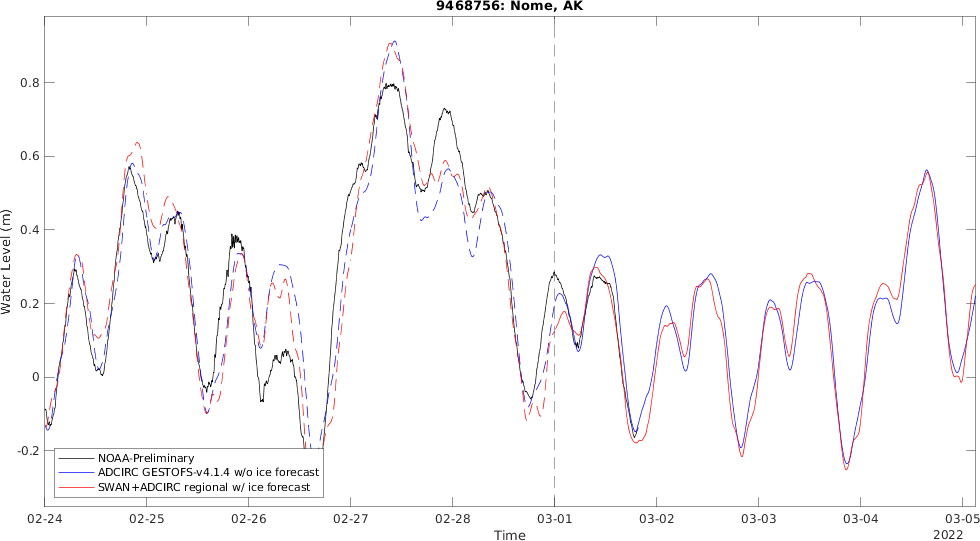 9468756: Nome, AK
Water Level (m)
0.8
0.6
0.4
0.2
0
-0.2
NOAA-Preliminary
ADCIRC GESTOFS-v4.1.4 w/o ice forecast
SWAN+ADCIRC regional w/ ice forecast
02-24 02-25 02-26 02-27 02-28 03-01 03-02 03-03 03-04 03-05
Time
2022